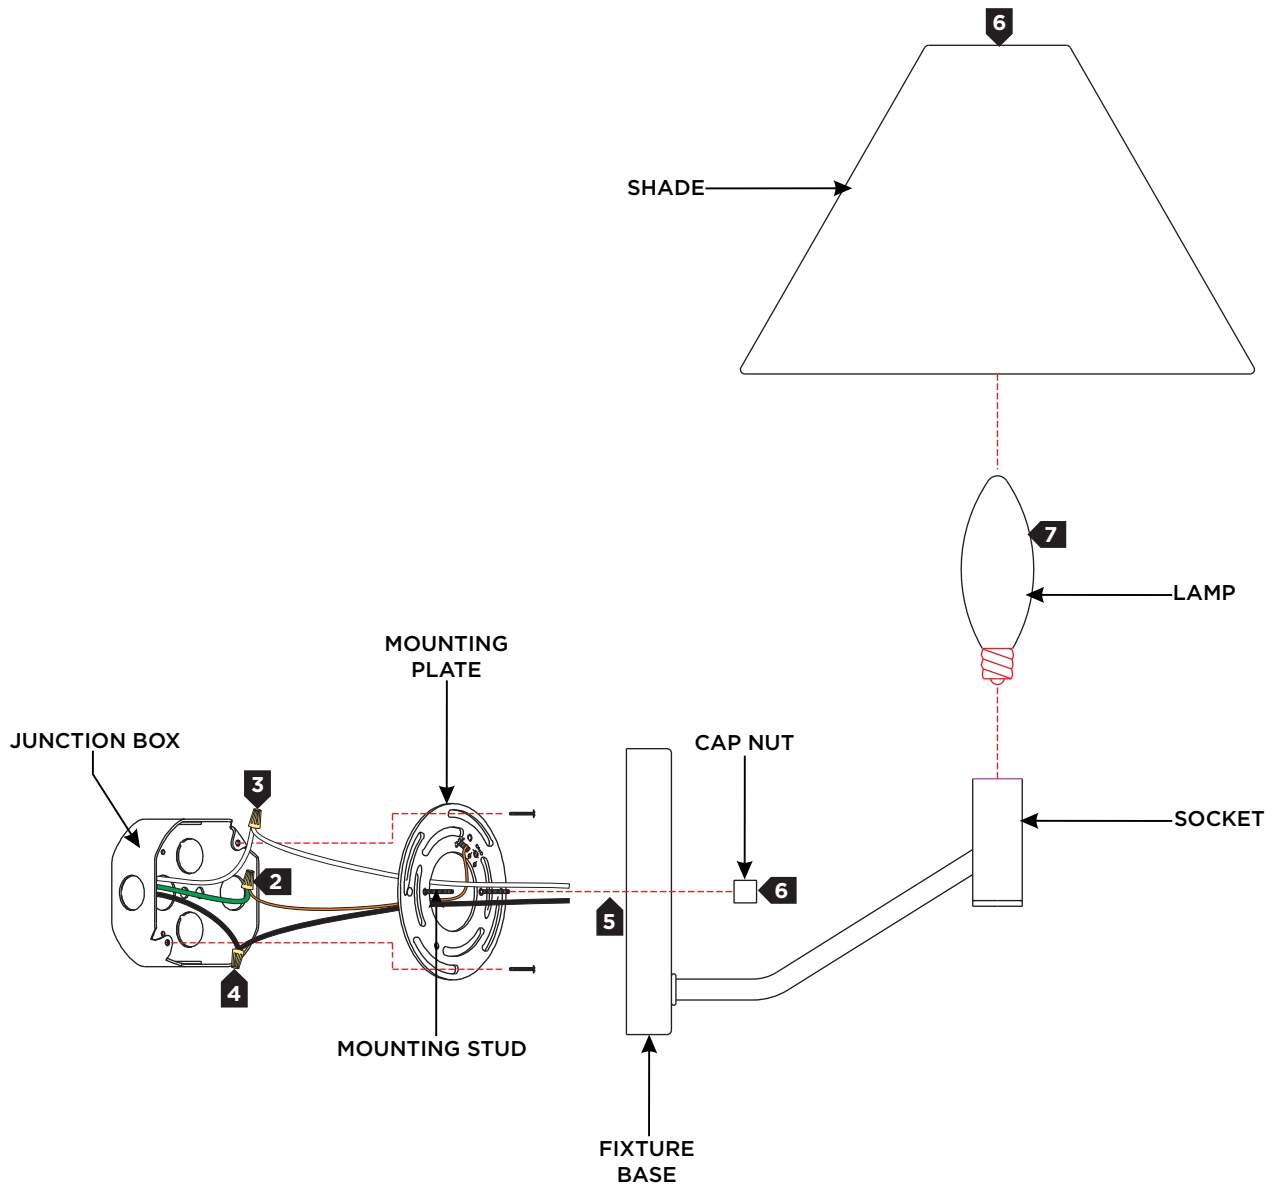 6
SHADE
7
LAMP
MOUNTING
PLATE
JUNCTION BOX
CAP NUT
3
SOCKET
2
6
5
4
MOUNTING STUD
FIXTURE
BASE